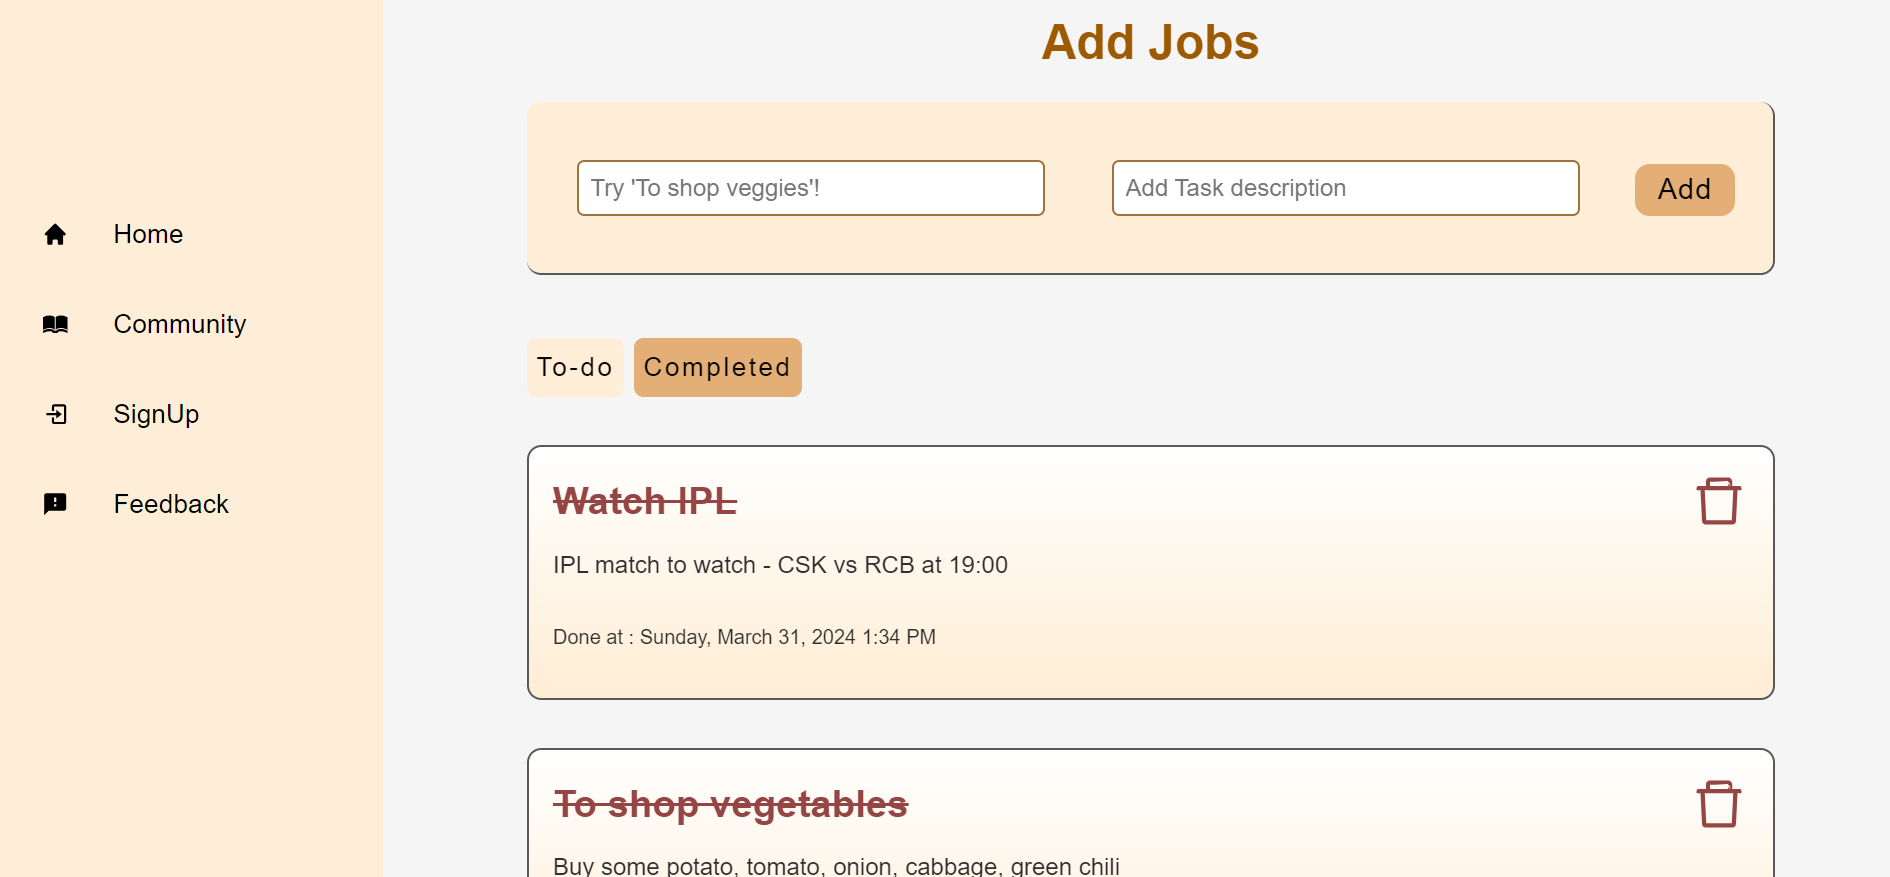 Home
Community
SignUp
Feedback
Add Jobs
Try 'To shop veggies'!
Add Task description
Add
To-do
Completed
Watch IPL
IPL match to watch - CSK vs RCB at 19:00
Done at : Sunday, March 31, 2024 1:34 PM
To shop vegetables
Buy some potato, tomato, onion, cabbage, green chili